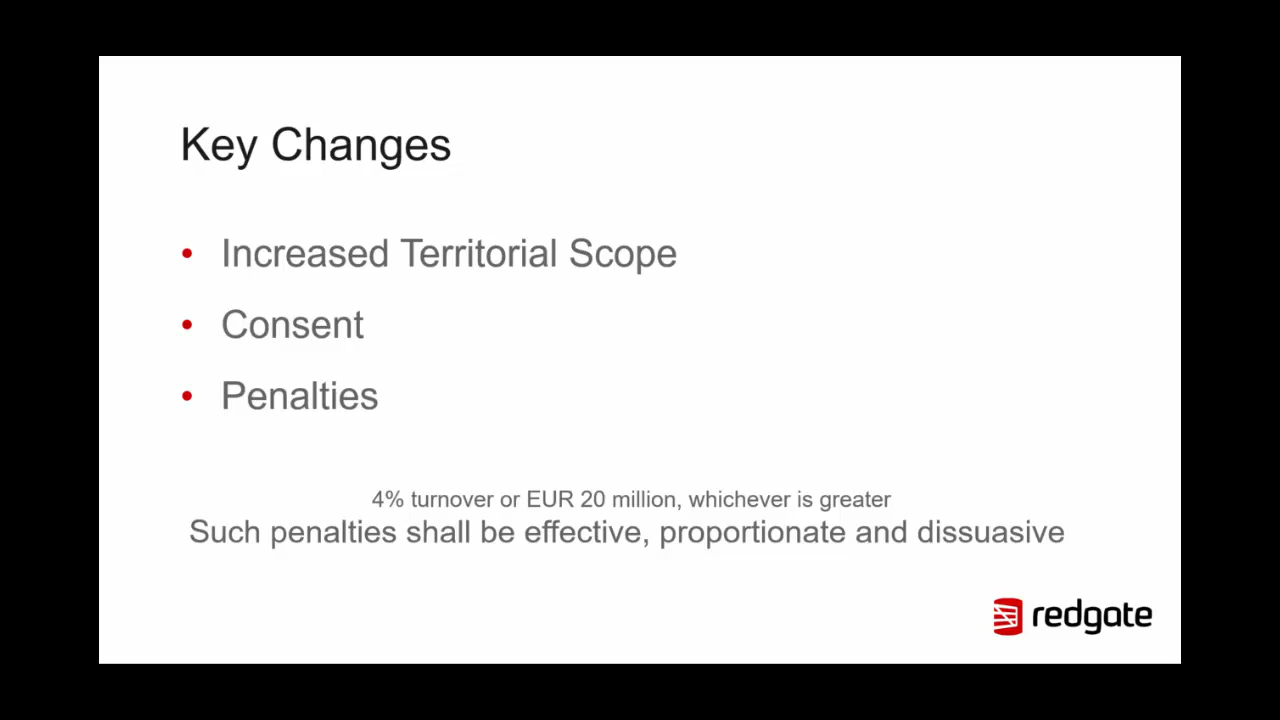 Key Changes
• Increased Territorial Scope
• Consent
• Penalties
4% turnover or EUR 20 million, whichever is greater
Such penalties shall be effective, proportionate and dissuasive
redgate